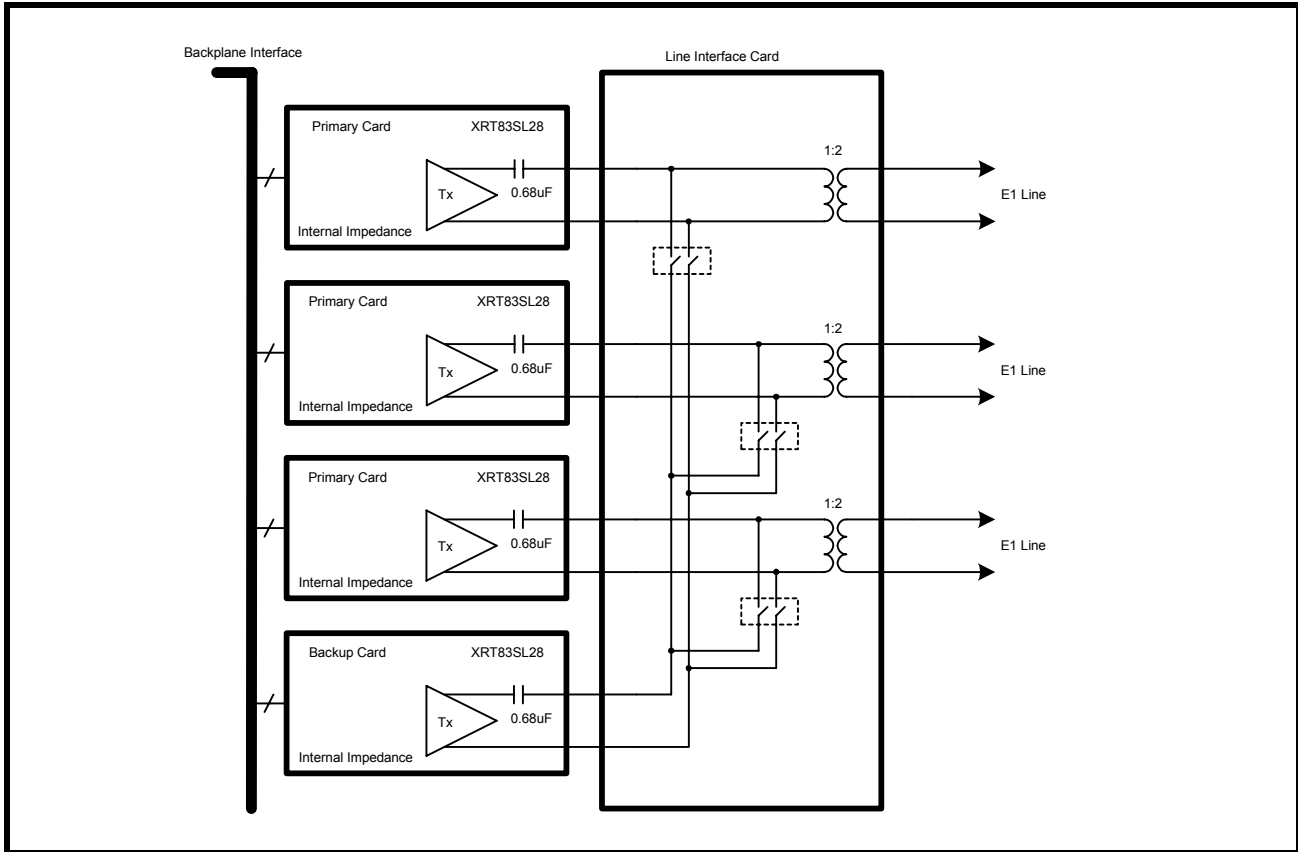 Backplane Interface
Line Interface Card
Primary Card XRT83SL28
Tx
0.68uF
Internal Impedance
1:2
E1 Line
Primary Card XRT83SL28
Tx
0.68uF
Internal Impedance
1:2
E1 Line
Primary Card XRT83SL28
Tx
0.68uF
Internal Impedance
1:2
E1 Line
Backup Card XRT83SL28
Tx
0.68uF
Internal Impedance